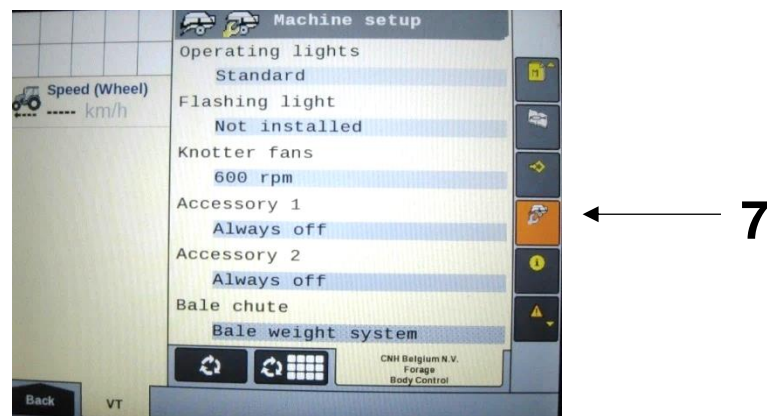 Machine setup
Operating lights
Standard
Speed (Wheel)
----- km/h
Flashing light
Not installed
Knotter fans
600 rpm
Accessory 1
Always off
Accessory 2
Always off
Bale chute
Bale weight system
CNH Belgium N.V.
Forage
Body Control
Back
VT
7